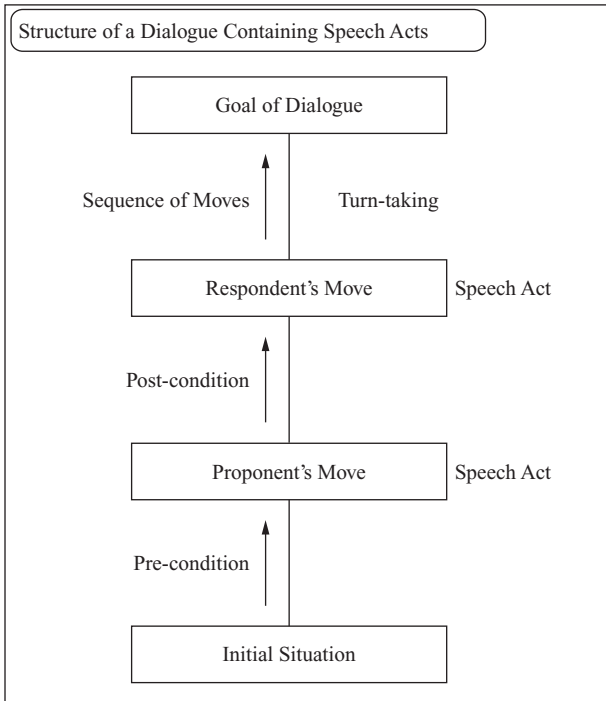 Structure of a Dialogue Containing Speech Acts
Goal of Dialogue
Sequence of Moves
Turn-taking
Respondent’s Move
Speech Act
Post-condition
Proponent’s Move
Speech Act
Pre-condition
Initial Situation